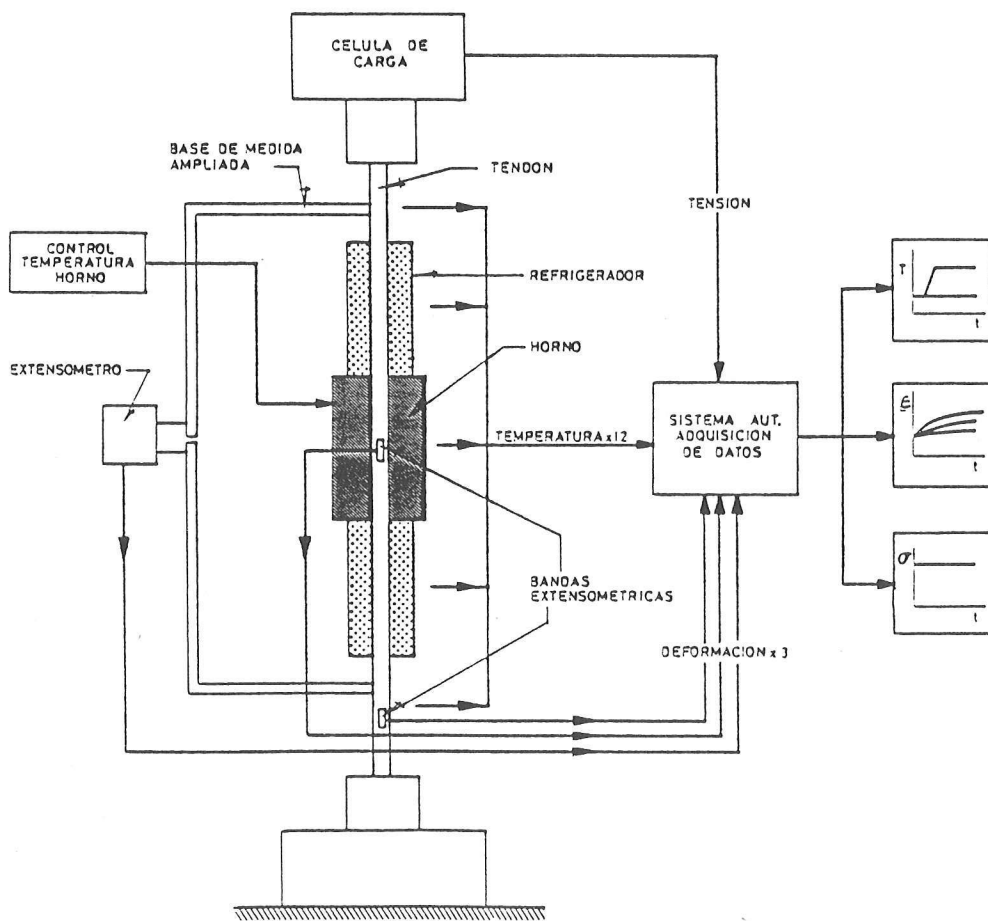 CELULA DE
CARGA
BASE DE MEDIDA
AMPLIADA
TENDON
TENSION
CONTROL
TEMPERATURA
HORNO
REFRIGERADOR
T
t
HORNO
EXTENSOMETRO
SISTEMA AUT.
ADQUISICION
DE DATOS
TEMPERATURA x12
ε
t
BANDAS
EXTENSOMETRICAS
σ
t
DEFORMACION x 3